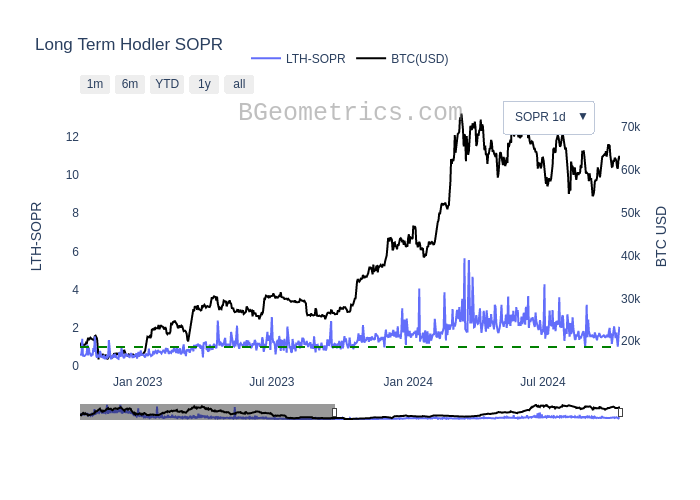 Long Term Hodler SOPR
LTH-SOPR BTC(USD)
1m 6m YTD 1y all
BGeometrics.com
SOPR 1d ▼
12
10
8
6
4
2
0
LTH-SOPR
70k
60k
50k
40k
30k
20k
BTC USD
Jan 2023 Jul 2023 Jan 2024 Jul 2024